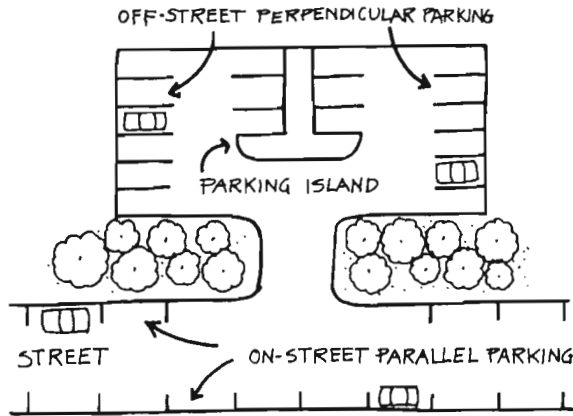 OFF-STREET PERPENDICULAR PARKING
PARKING ISLAND
STREET
ON-STREET PARALLEL PARKING